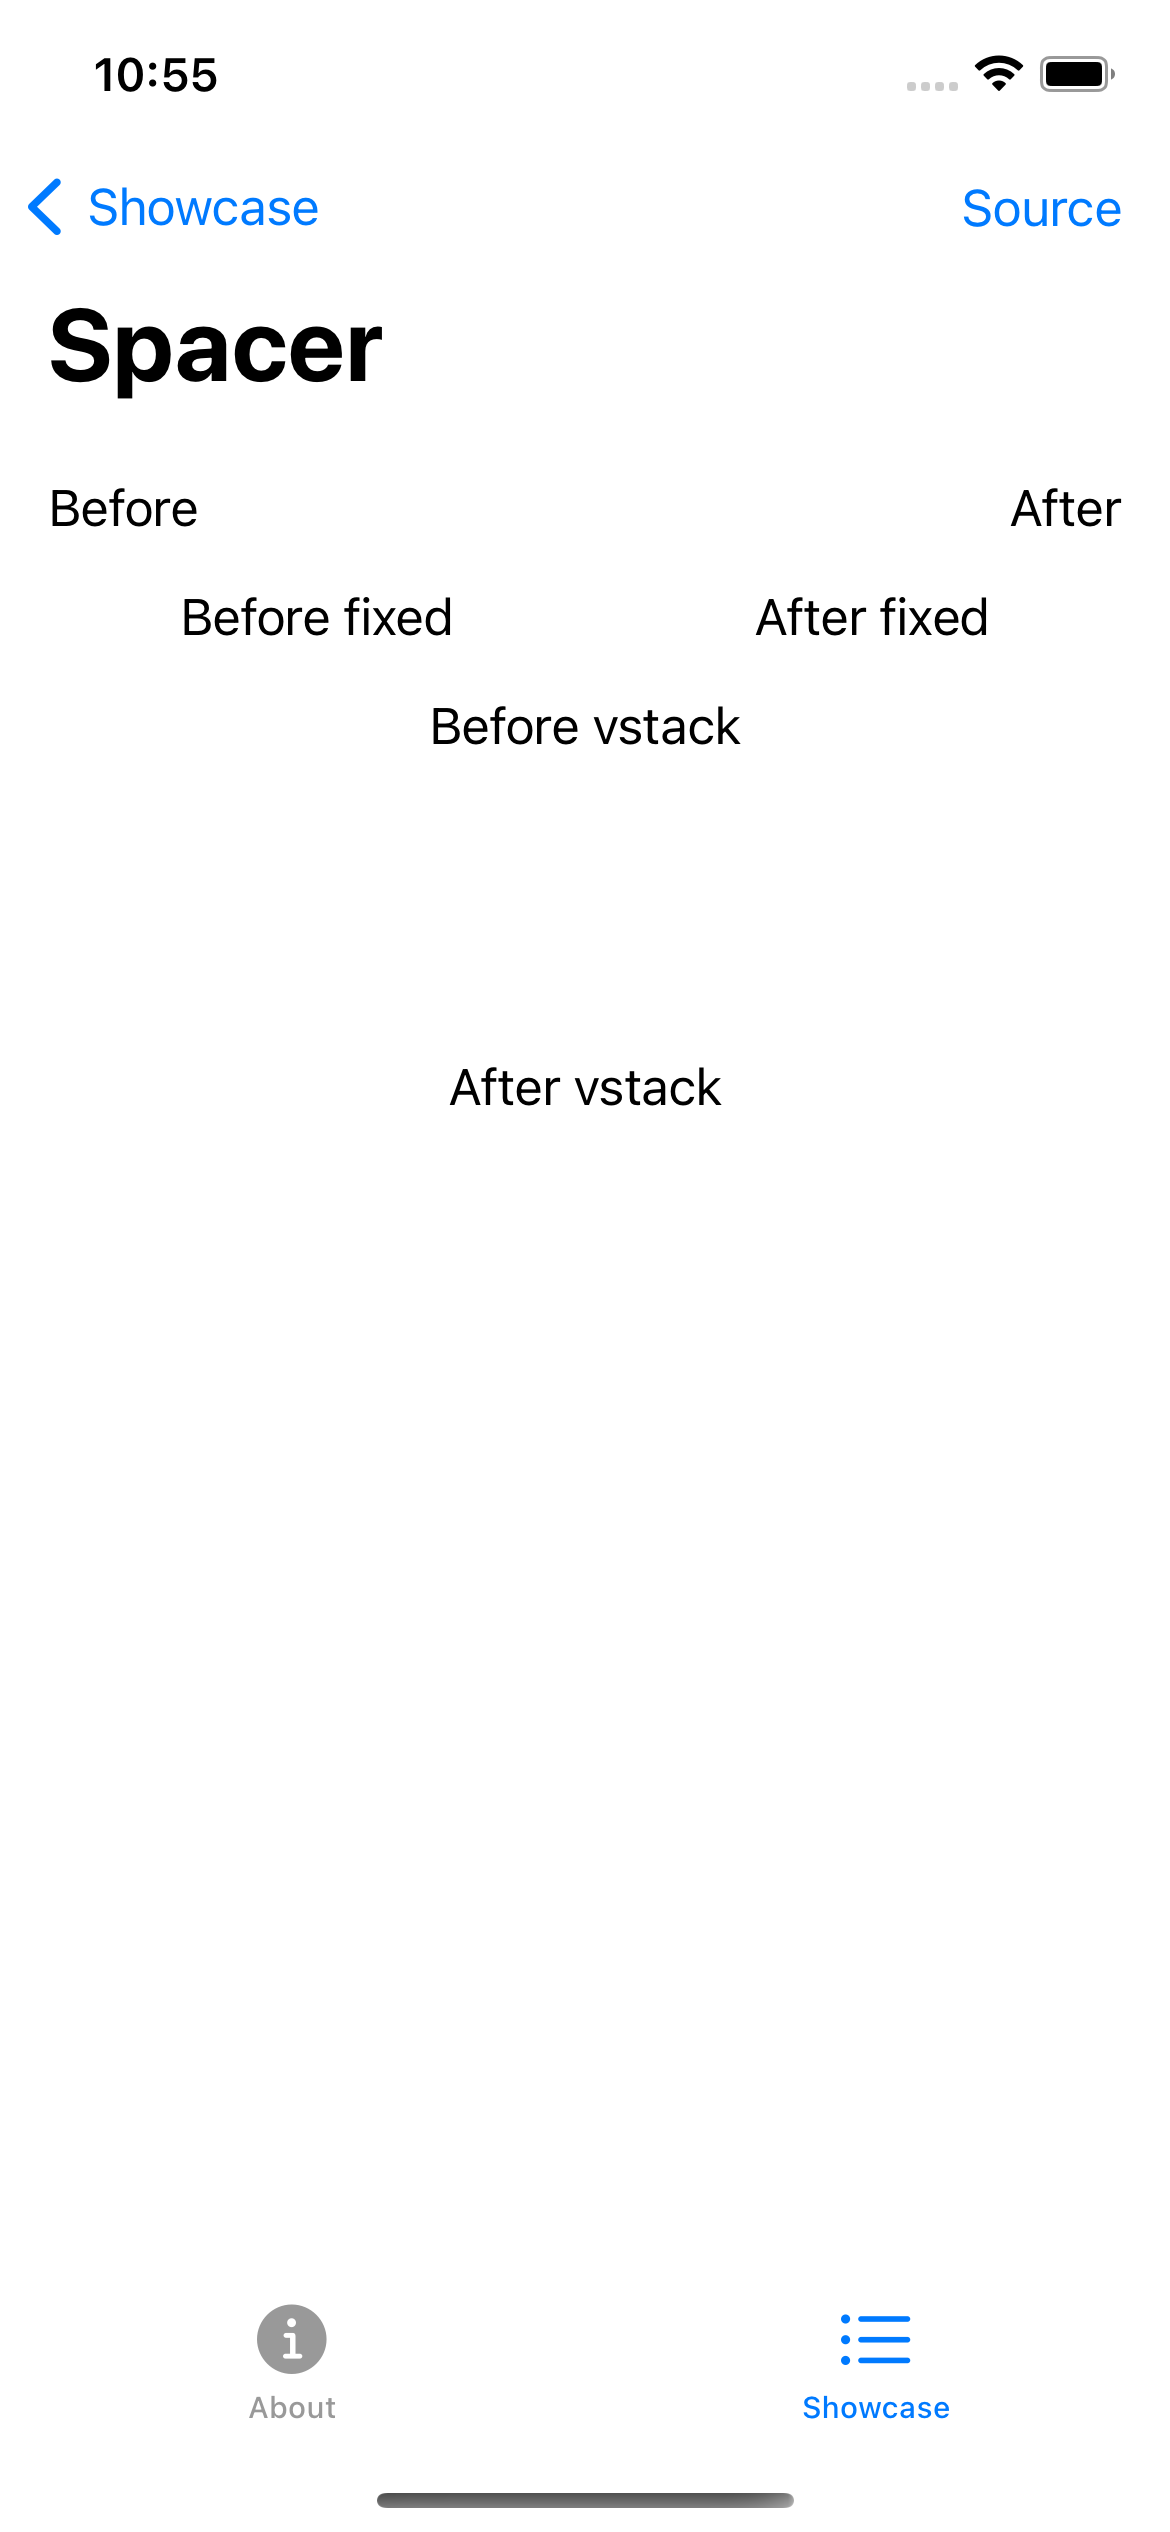 10:55
Showcase Source
Spacer
Before After
Before fixed After fixed
Before vstack
After vstack
About Showcase